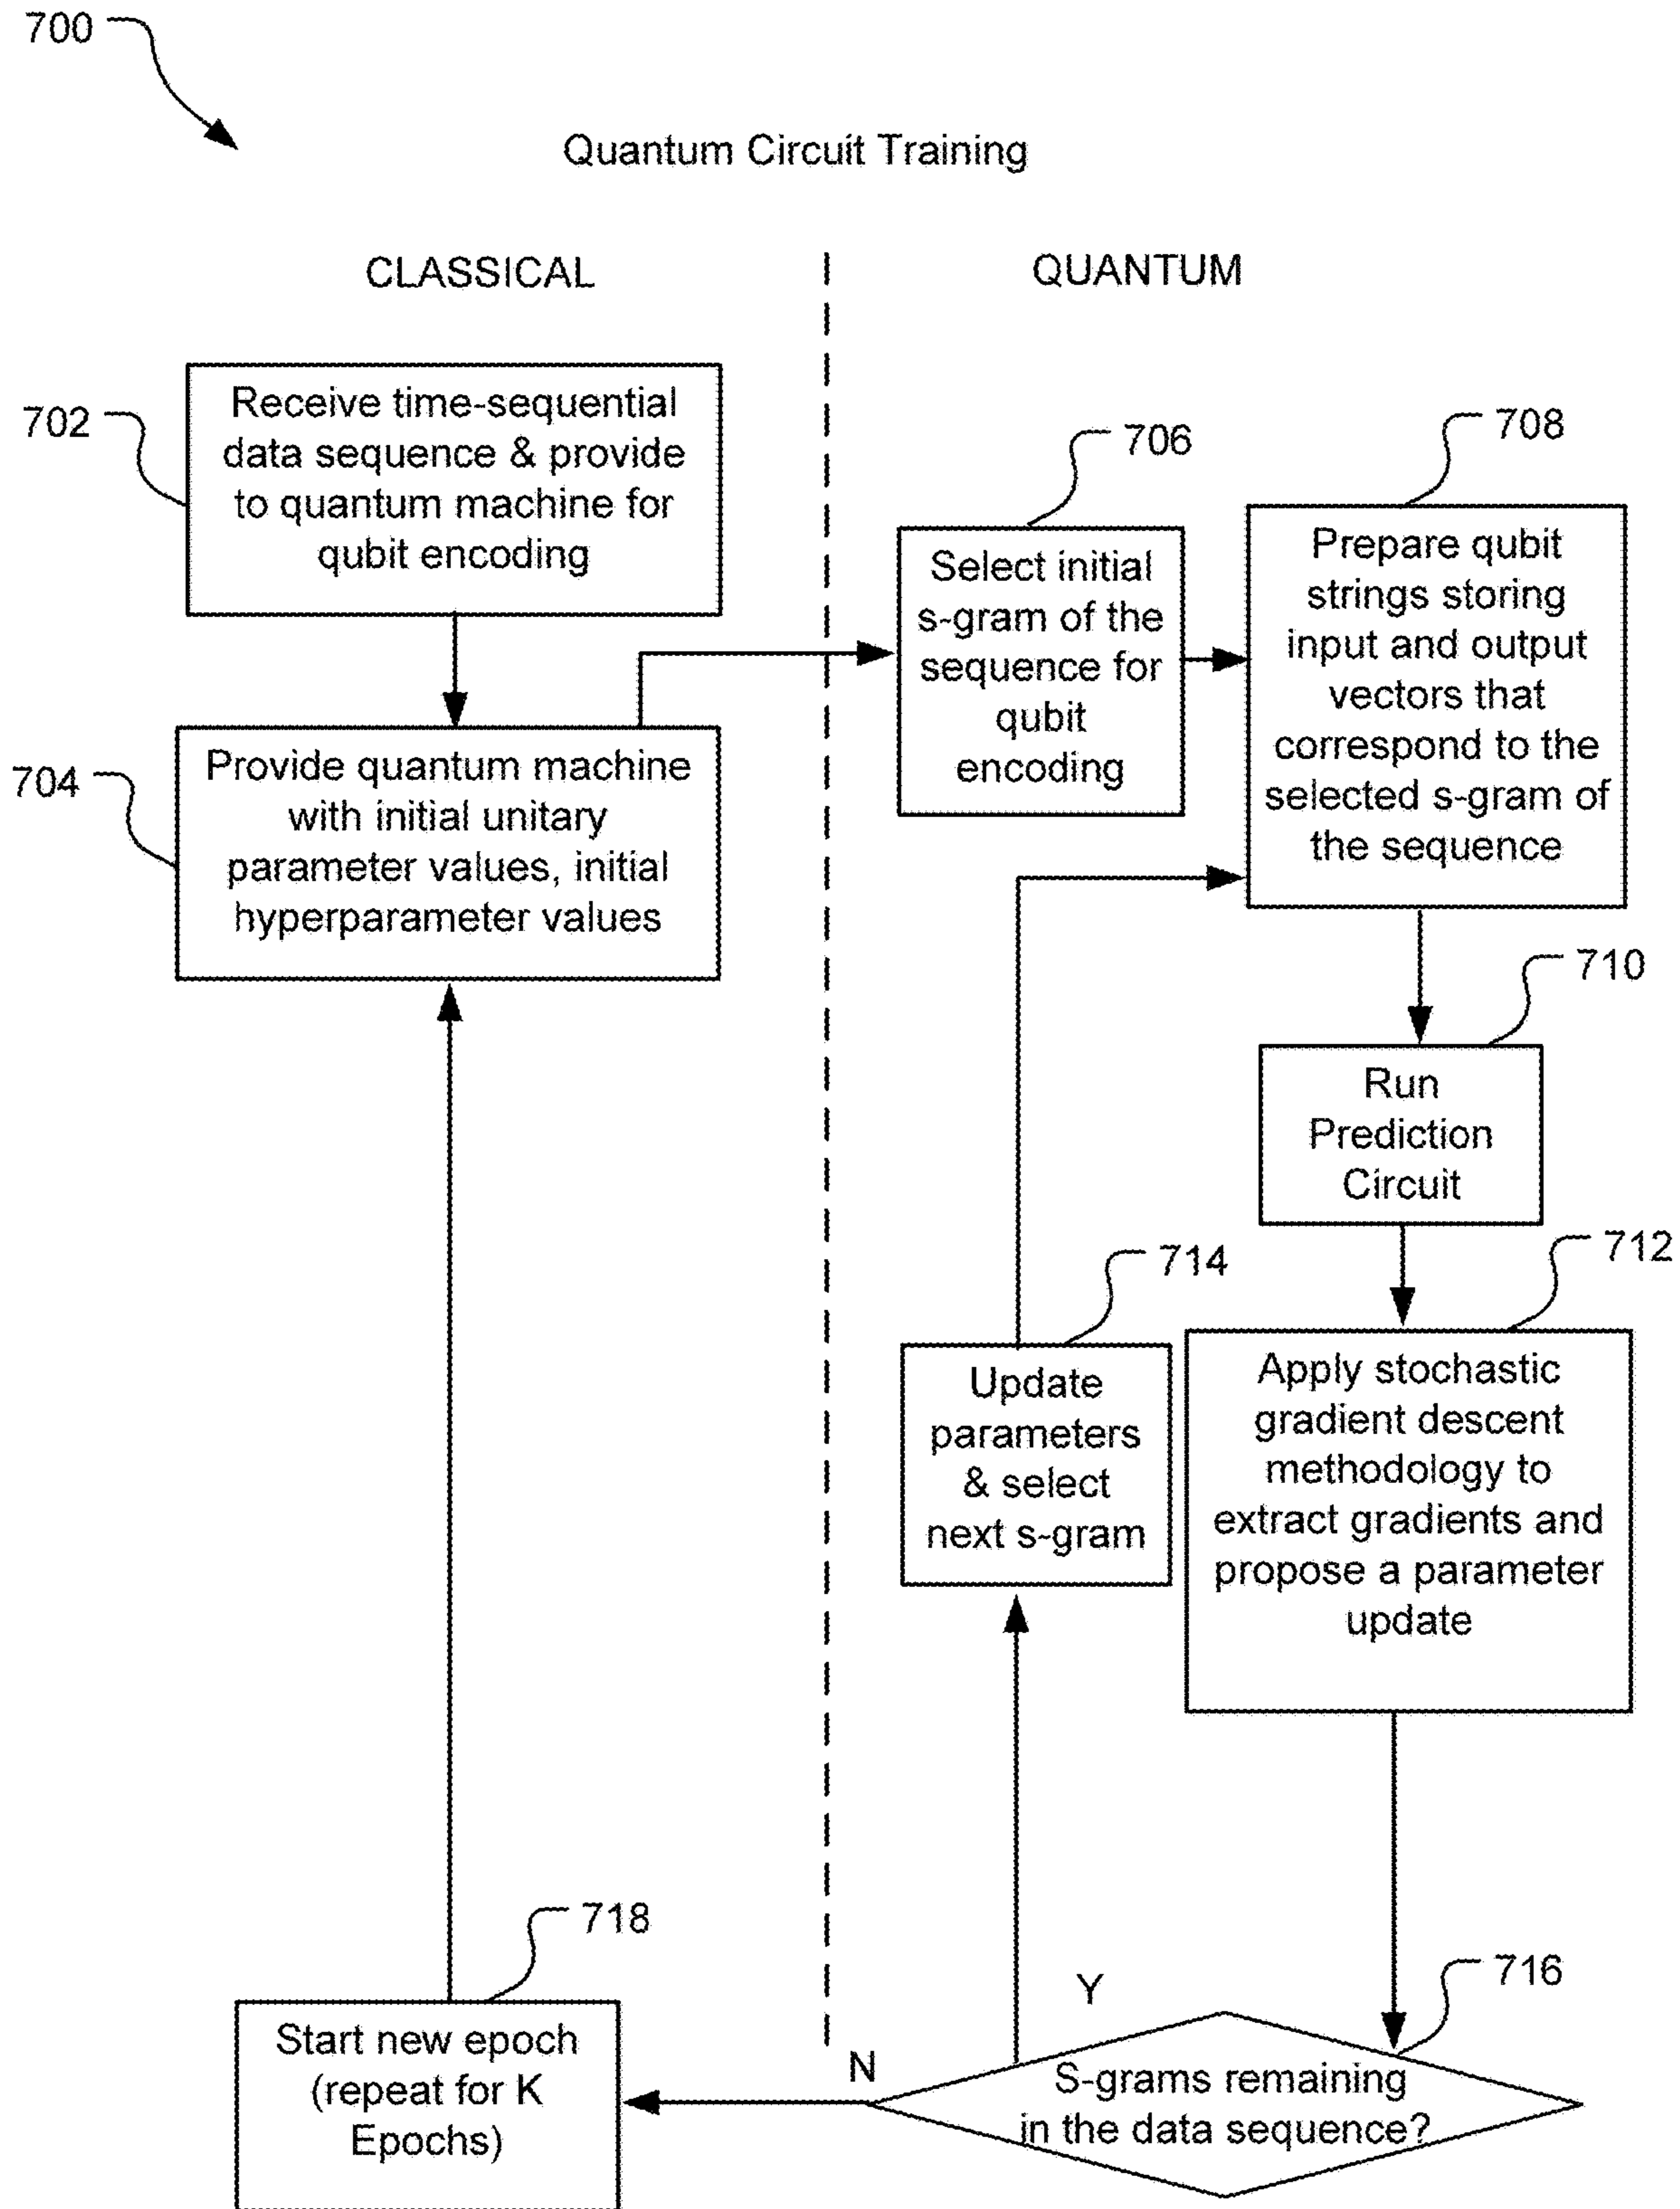 700
Quantum Circuit Training
CLASSICAL
QUANTUM
702
Receive time-sequential
data sequence & provide
to quantum machine for
qubit encoding
704
Provide quantum machine
with initial unitary
parameter values, initial
hyperparameter values
706
Select initial
s-gram of the
sequence for
qubit
encoding
708
Prepare qubit
strings storing
input and output
vectors that
correspond to the
selected s-gram of
the sequence
710
Run
Prediction
Circuit
712
Apply stochastic
gradient descent
methodology to
extract gradients and
propose a parameter
update
714
Update
parameters
& select
next s-gram
716
Y
N
S-grams remaining
in the data sequence?
718
Start new epoch
(repeat for K
Epochs)